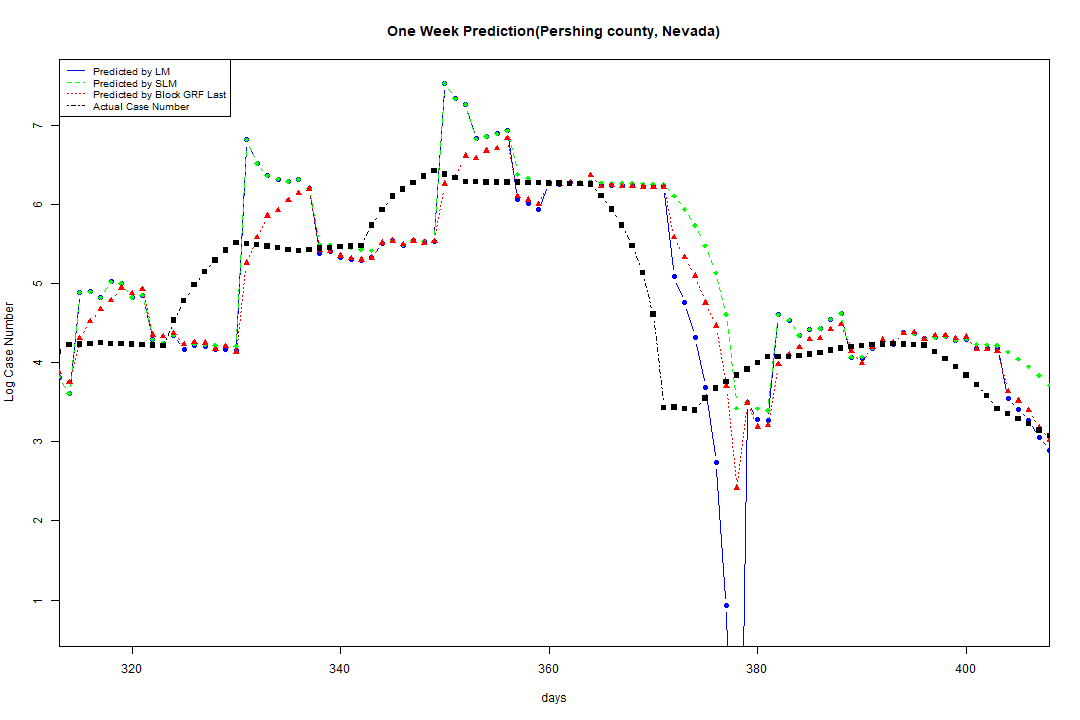 One Week Prediction(Pershing county, Nevada)
Predicted by LM
Predicted by SLM
Predicted by Block GRF Last
Actual Case Number
Log Case Number
7
6
5
4
3
2
1
320 340 360 380 400
days